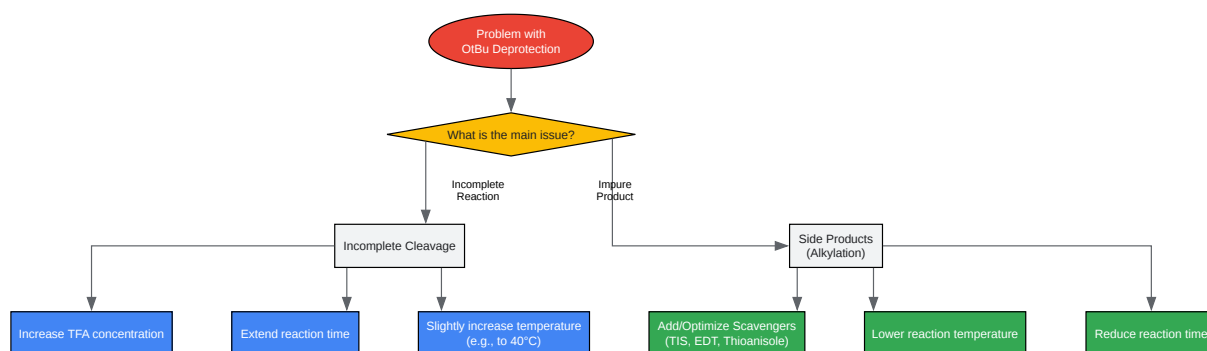 Problem with
OtBu Deprotection
What is the main issue?
Incomplete
Reaction
Impure
Product
Incomplete Cleavage
Side Products
(Alkylation)
Increase TFA concentration
Extend reaction time
Slightly increase temperature
(e.g., to 40°C)
Add/Optimize Scavengers
(TIS, EDT, Thioanisole)
Lower reaction temperature
Reduce reaction time